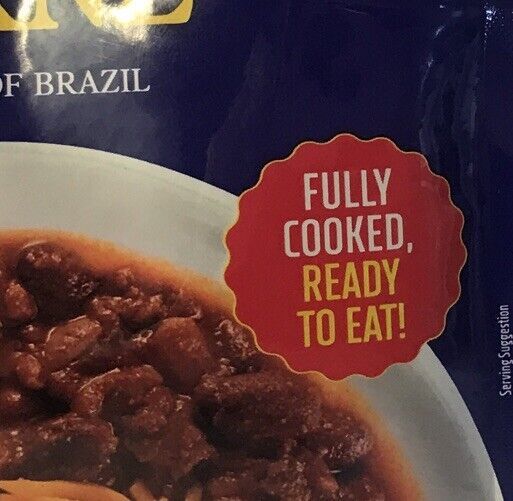 OF BRAZIL
FULLY
COOKED,
READY
TO EAT!
Serving Suggestion